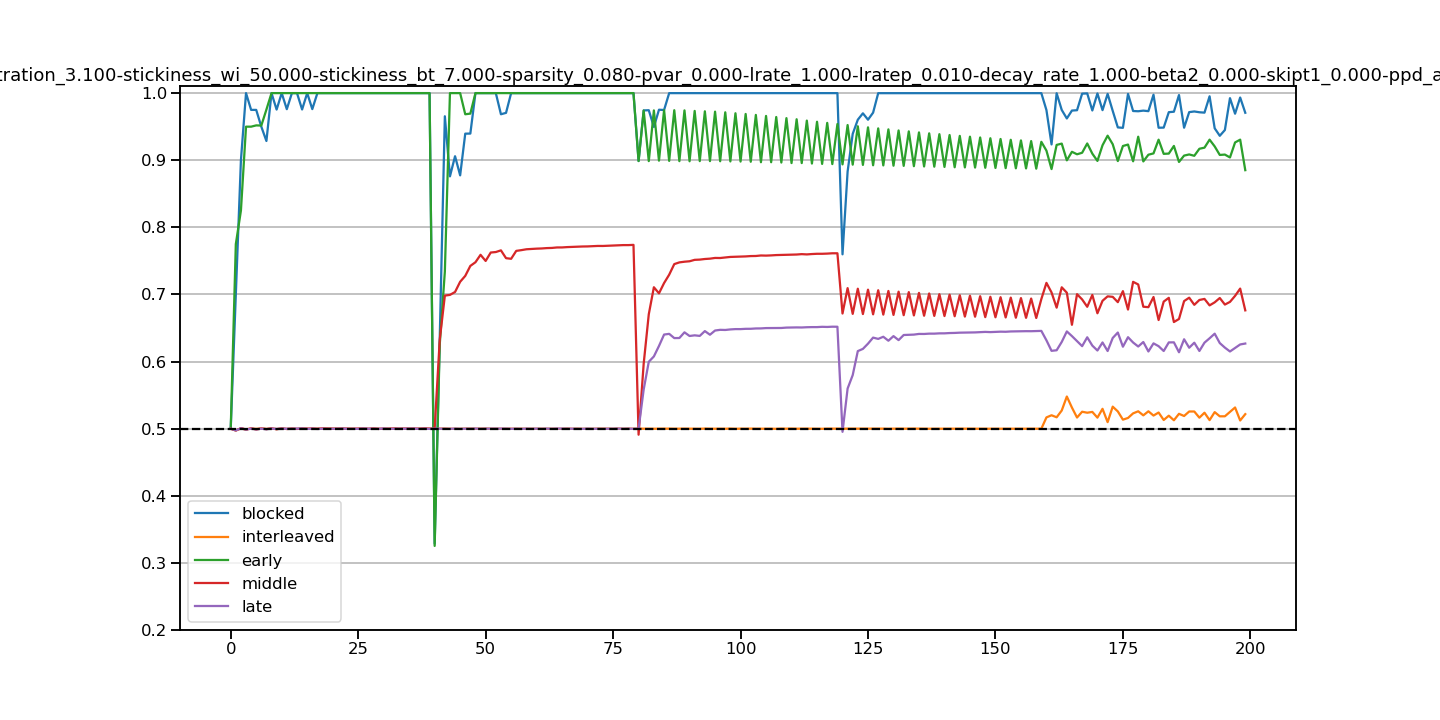 tration_3.100-stickiness_wi_50.000-stickiness_bt_7.000-sparsity_0.080-pvar_0.000-lrate_1.000-lratep_0.010-decay_rate_1.000-beta2_0.000-skipt1_0.000-ppd_a
1.0
0.9
0.8
0.7
0.6
0.5
0.4
0.3
0.2
blocked
interleaved
early
middle
late
0 25 50 75 100 125 150 175 200